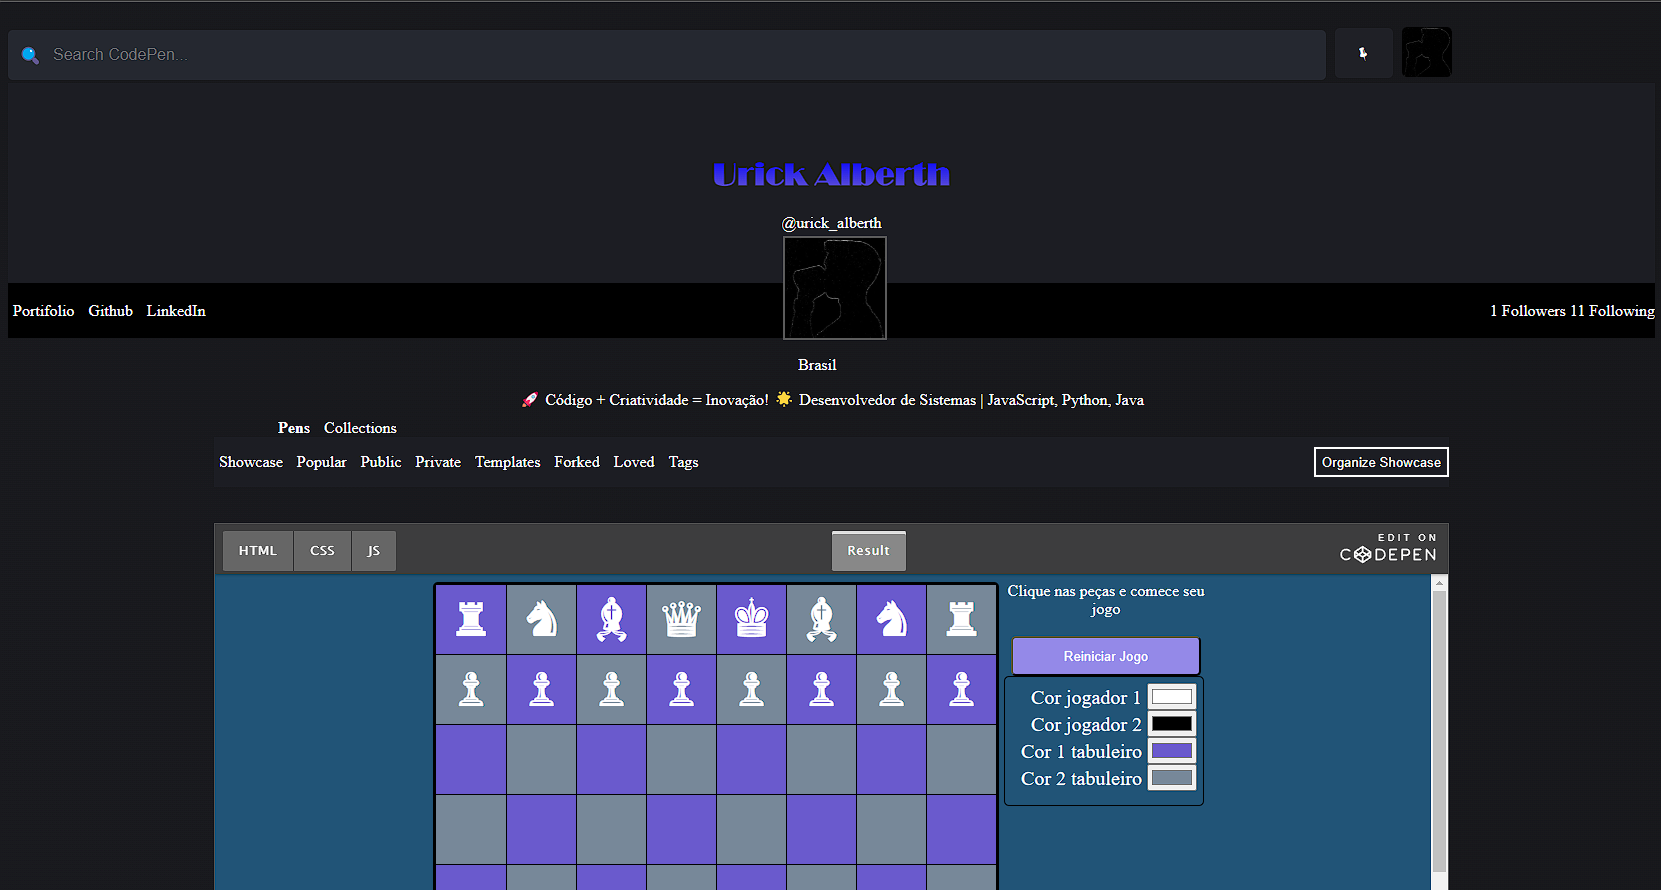 Search CodePen...
Urick Alberth
@urick_alberth
Portifolio Github LinkedIn
1 Followers 11 Following
Brasil
🚀 Código + Criatividade = Inovação! 🌟 Desenvolvedor de Sistemas | JavaScript, Python, Java
Pens Collections
Showcase Popular Public Private Templates Forked Loved Tags
Organize Showcase
HTML CSS JS
Result
EDIT ON
CODEPEN
Clique nas peças e comece seu
jogo
Reiniciar Jogo
Cor jogador 1
Cor jogador 2
Cor 1 tabuleiro
Cor 2 tabuleiro